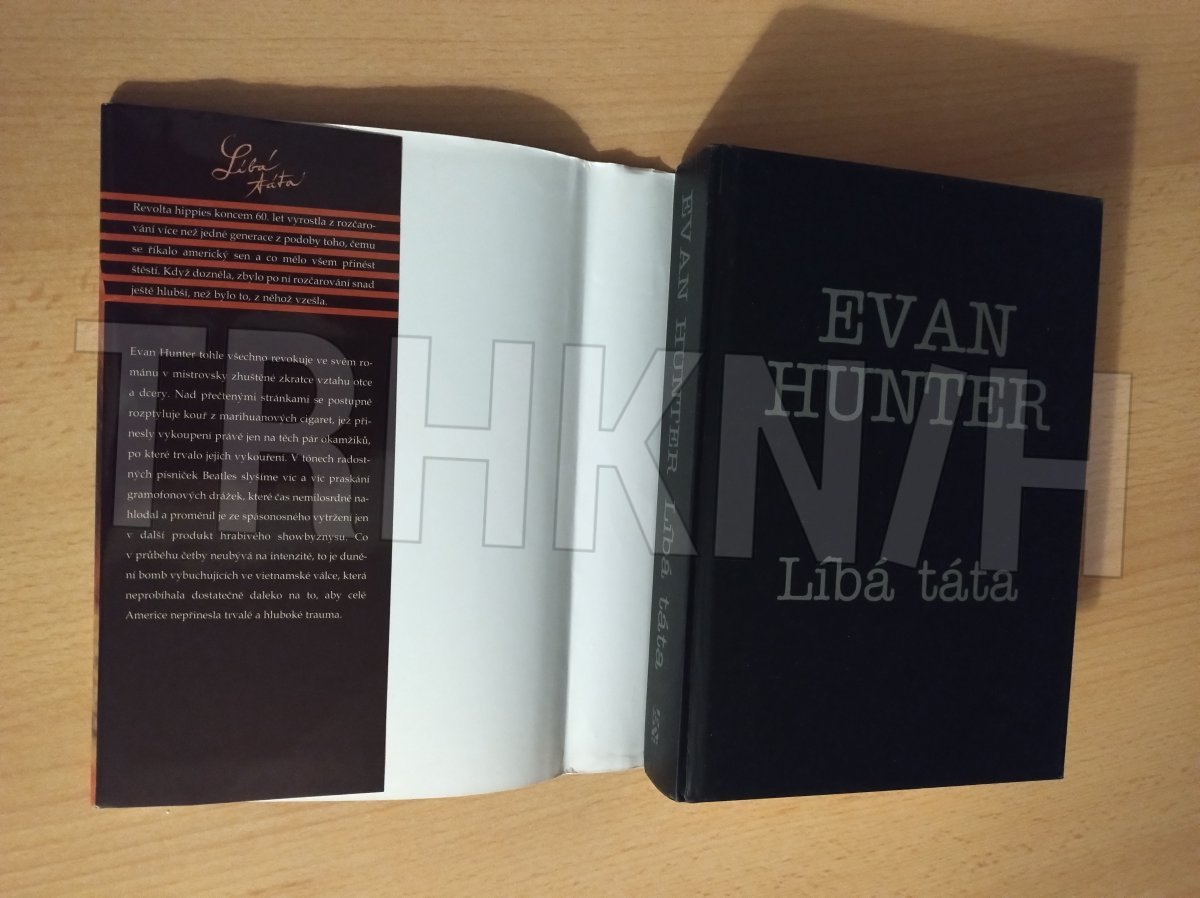 Líbá
táta
Revolta hippies koncem 60. let vyrostla z rozčaro-
vání více než jedné generace z podoby toho, čemu
se říkalo americký sen a co mělo všem přinést
štěstí. Když dozněla, zbylo po ní rozčarování snad
ještě hlubší, než bylo to, z něhož vzešla.
Evan Hunter tohle všechno revokuje ve svém ro-
mánu v mistrovsky zhuštěné zkratce vztahu otce
a dcery. Nad přečtenými stránkami se postupně
rozptyluje kouř z marihuanových cigaret, jež při-
nesly vykoupení právě jen na těch pár okamžiků,
po které trvalo jejich vykouření. V tónech radost-
ných písniček Beatles slyšíme víc a víc praskání
gramofonových drážek, které čas nemilosrdně na-
hlodal a proměnil je ze spásonosného vytržení jen
v další produkt hrabivého showbyznysu. Co
v průběhu četby neubývá na intenzitě, to je duně-
ní bomb vybuchujících ve vietnamské válce, která
neprobíhala dostatečně daleko na to, aby celé
Americe nepřinesla trvalé a hluboké trauma.
EVAN HUNTER Líbá táta
EVAN
HUNTER
Líbá táta
TRHKNIH